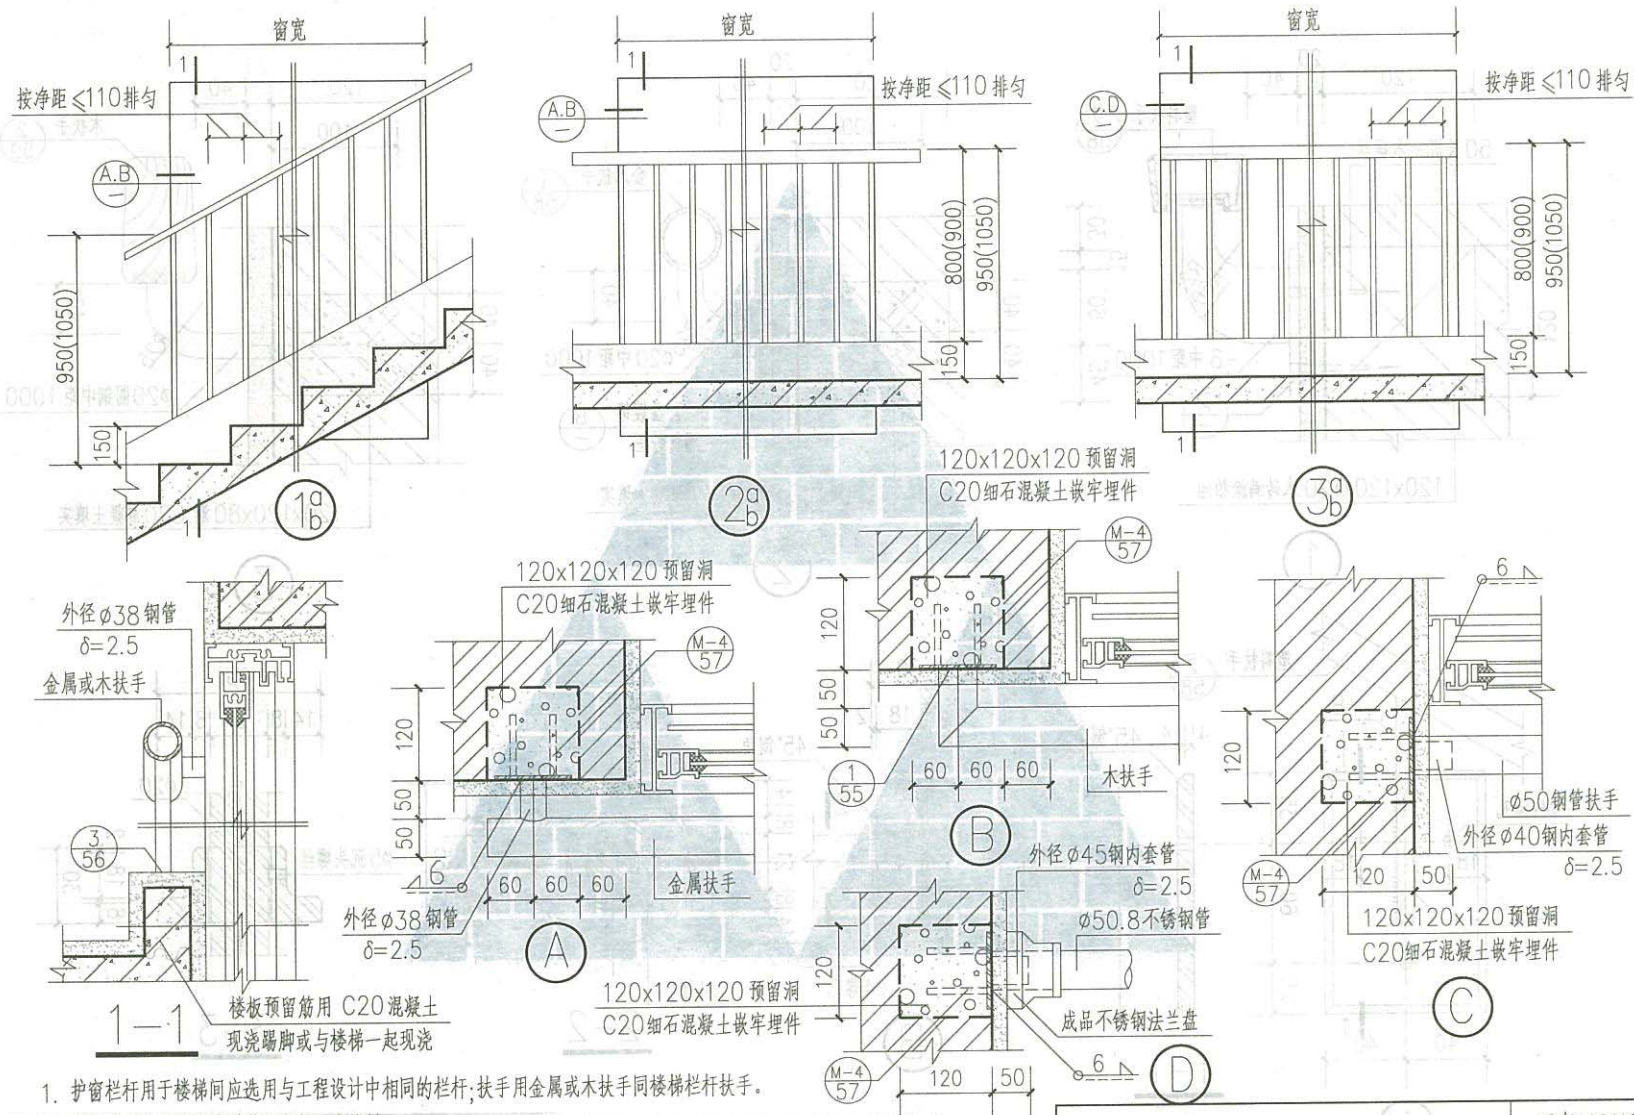 窗宽
1
按净距≤110排匀
A.B
—
950(1050)
150
1
1 a b
窗宽
1
按净距≤110排匀
A.B
—
800(900)
950(1050)
150
1
2 a b
窗宽
1
按净距≤110排匀
C.D
—
800(900)
950(1050)
150
1
3 a b
外径⌀38钢管
δ=2.5
金属或木扶手
3
56
楼板预留筋用 C20混凝土
现浇踢脚或与楼梯一起现浇
1—1
120x120x120 预留洞
C20细石混凝土嵌牢埋件
M-4
57
120
50
50
6
60 60 60
金属扶手
外径⌀38钢管
δ=2.5
A
120x120x120 预留洞
C20细石混凝土嵌牢埋件
M-4
57
120
50
50
1
55
60 60 60
木扶手
B
6
120
⌀50钢管扶手
外径⌀40钢内套管
δ=2.5
M-4
57
120 50
120x120x120 预留洞
C20细石混凝土嵌牢埋件
C
外径⌀45钢内套管
δ=2.5
⌀50.8不锈钢管
120
120x120x120 预留洞
C20细石混凝土嵌牢埋件
成品不锈钢法兰盘
6
M-4
57
120 50
D
1. 护窗栏杆用于楼梯间应选用与工程设计中相同的栏杆;扶手用金属或木扶手同楼梯栏杆扶手。